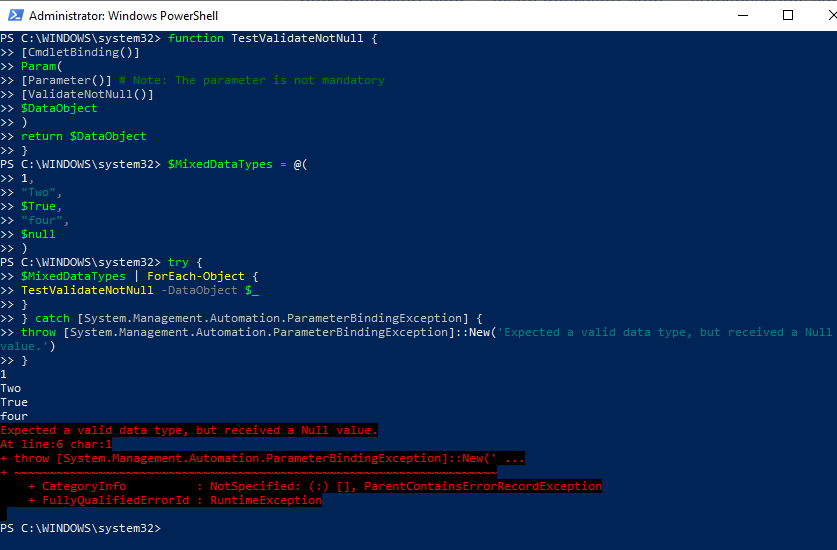 Administrator: Windows PowerShell
PS C:\WINDOWS\system32> function TestValidateNotNull {
>> [CmdletBinding()]
>> Param(
>> [Parameter()] # Note: The parameter is not mandatory
>> [ValidateNotNull()]
>> $DataObject
>> )
>> return $DataObject
>> }
PS C:\WINDOWS\system32> $MixedDataTypes = @(
>> 1,
>> "Two",
>> $True,
>> "four",
>> $null
>> )
PS C:\WINDOWS\system32> try {
>> $MixedDataTypes | ForEach-Object {
>> TestValidateNotNull -DataObject $_
>> }
>> } catch [System.Management.Automation.ParameterBindingException] {
>> throw [System.Management.Automation.ParameterBindingException]::New('Expected a valid data type, but received a Null
value.')
>> }
1
Two
True
four
Expected a valid data type, but received a Null value.
At line:6 char:1
+ throw [System.Management.Automation.ParameterBindingException]::New(' ...
+ ~~~~~~~~~~~~~~~~~~~~~~~~~~~~~~~~~~~~~~~~~~~~~~~~~~~~~~~~~~~~~~~~~~~~~
    + CategoryInfo          : NotSpecified: (:) [], ParentContainsErrorRecordException
    + FullyQualifiedErrorId : RuntimeException
PS C:\WINDOWS\system32>